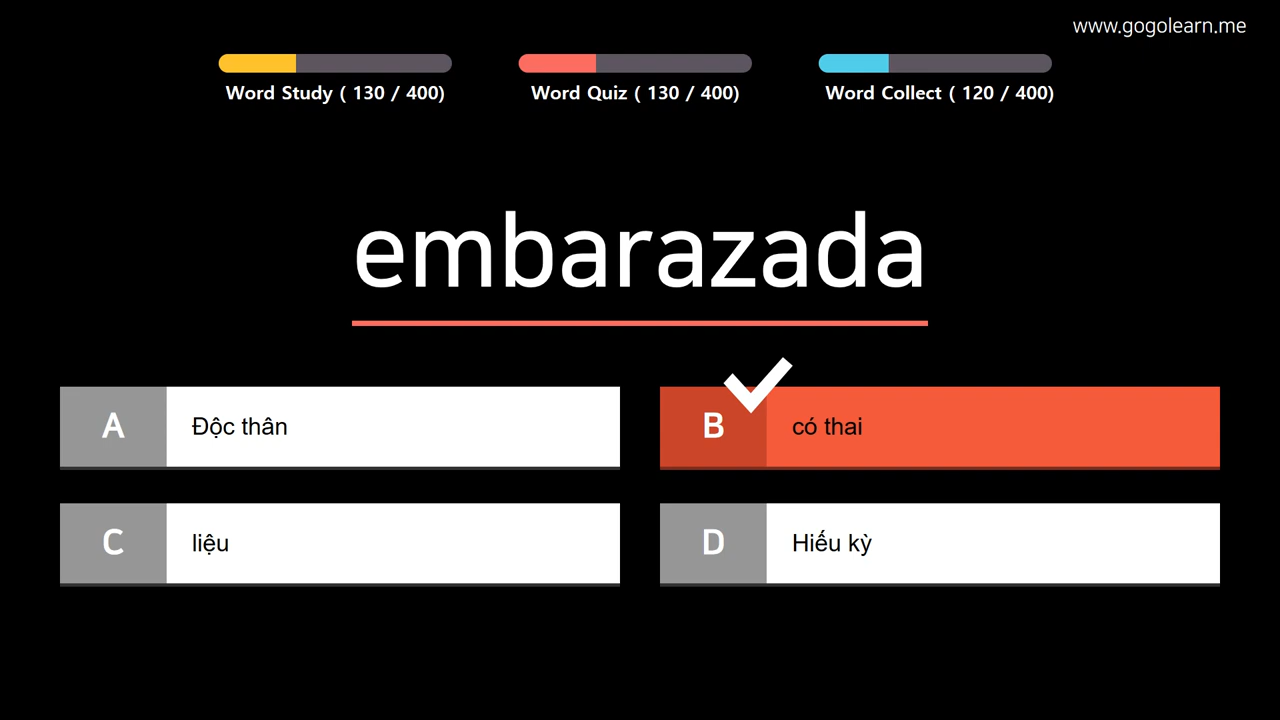 www.gogolearn.me
Word Study ( 130 / 400)
Word Quiz ( 130 / 400)
Word Collect ( 120 / 400)
embarazada
A Độc thân
B có thai
C liệu
D Hiếu kỳ